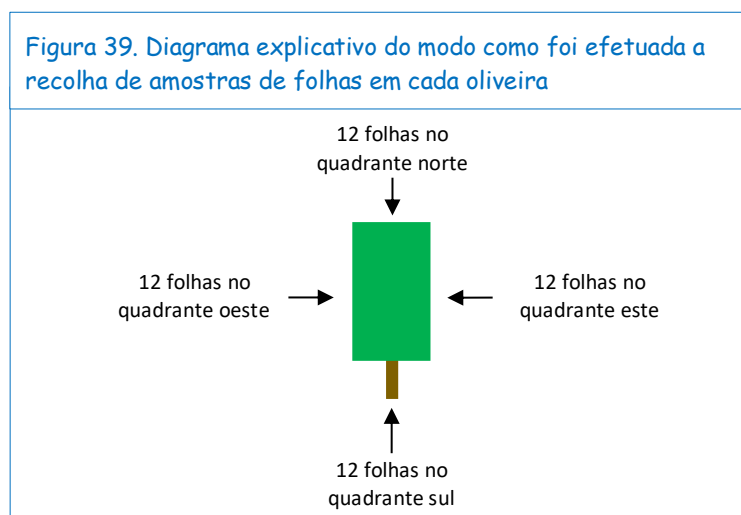 Figura 39. Diagrama explicativo do modo como foi efetuada a
recolha de amostras de folhas em cada oliveira
12 folhas no
quadrante norte
12 folhas no
quadrante oeste
12 folhas no
quadrante este
12 folhas no
quadrante sul